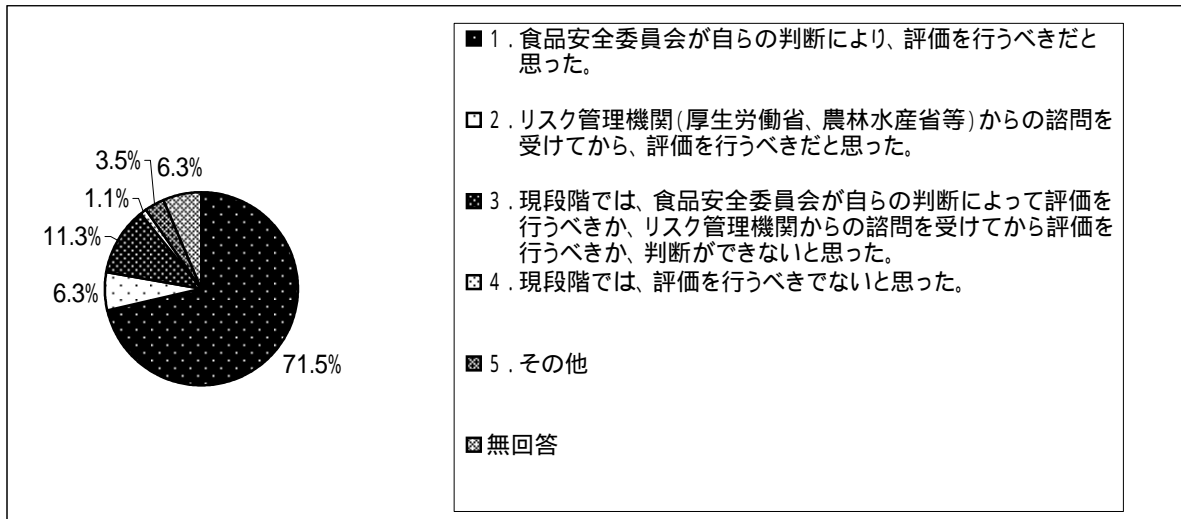 3.5%
6.3%
1.1%
11.3%
6.3%
71.5%
1．食品安全委員会が自らの判断により、評価を行うべきだと
思った。
2．リスク管理機関(厚生労働省、農林水産省等)からの諮問を
受けてから、評価を行うべきだと思った。
3．現段階では、食品安全委員会が自らの判断によって評価を
行うべきか、リスク管理機関からの諮問を受けてから評価を
行うべきか、判断ができないと思った。
4．現段階では、評価を行うべきでないと思った。
5．その他
無回答